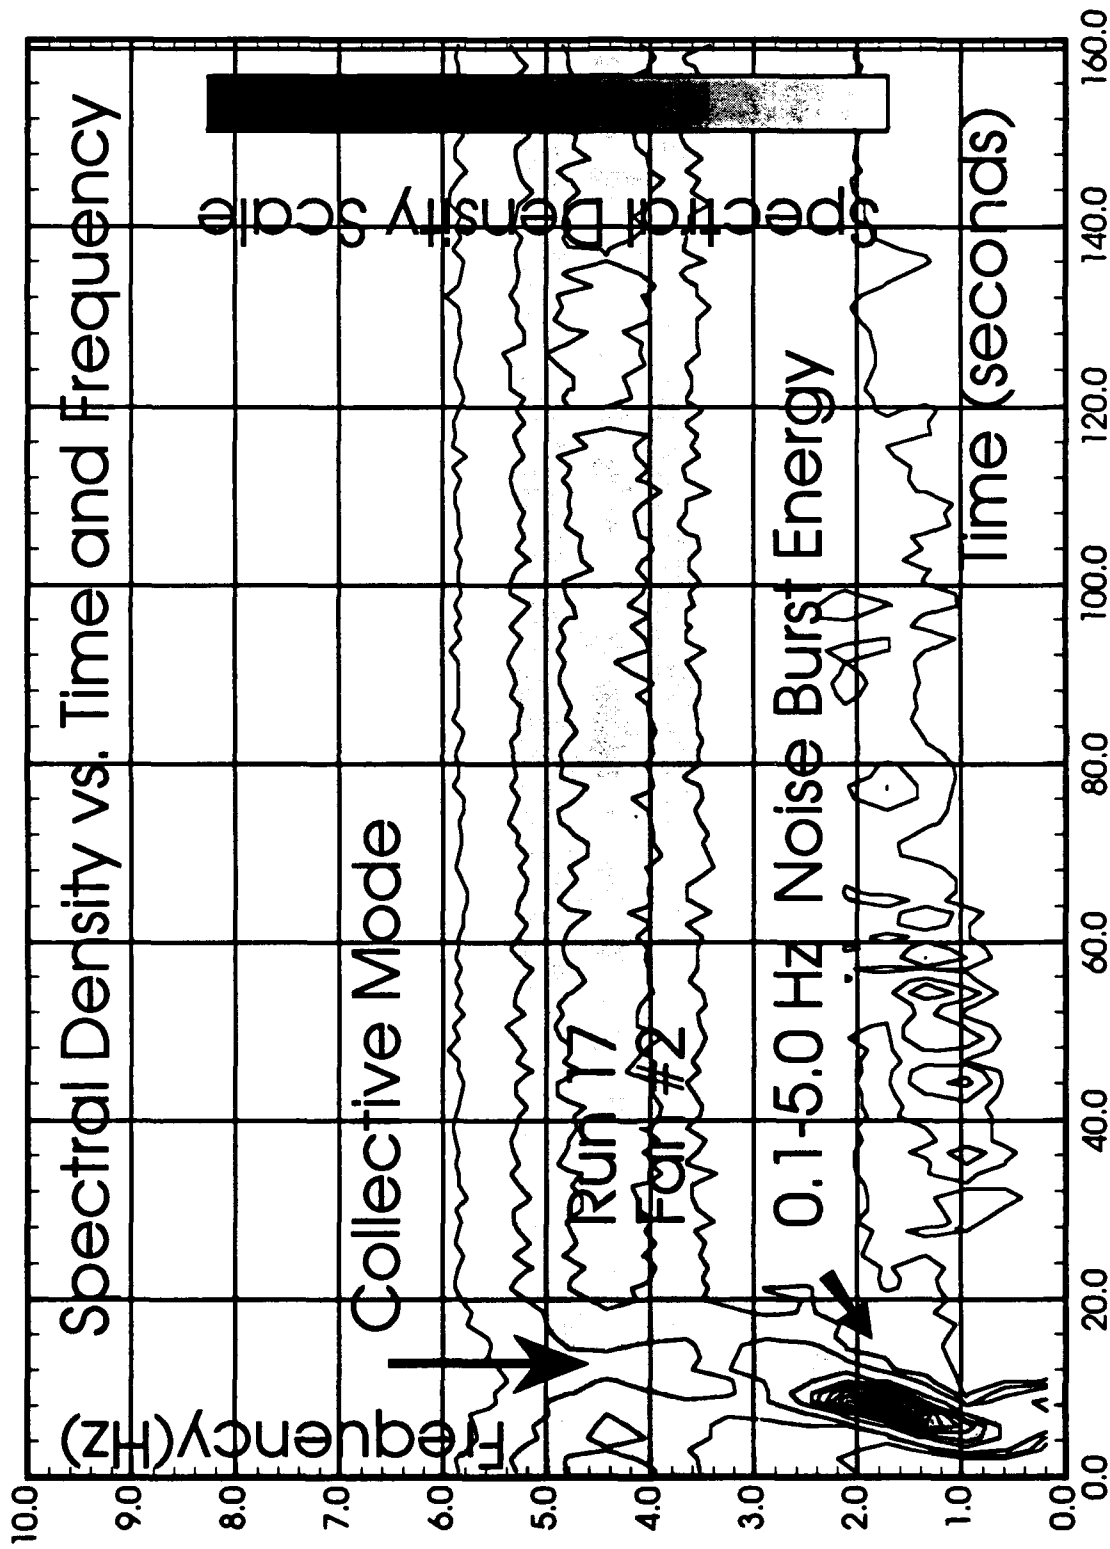 Spectral Density vs. Time and Frequency
Frequency(Hz)
Collective Mode
Spectral Density Scale
Run 17
Fan #2
0.1-5.0 Hz Noise Burst Energy
Time (seconds)
10.0
9.0
8.0
7.0
6.0
5.0
4.0
3.0
2.0
1.0
0.0
0.0 20.0 40.0 60.0 80.0 100.0 120.0 140.0 160.0